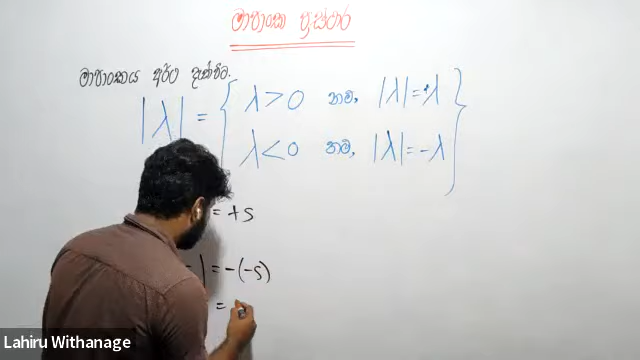 මාපාංක ප්‍රස්ථාර
මාපාංකය අර්ථ දැක්වීම.
|λ| = { λ > 0 නම්, |λ| = +λ
λ < 0 නම්, |λ| = -λ }
= +5
| = -(-5)
=
Lahiru Withanage